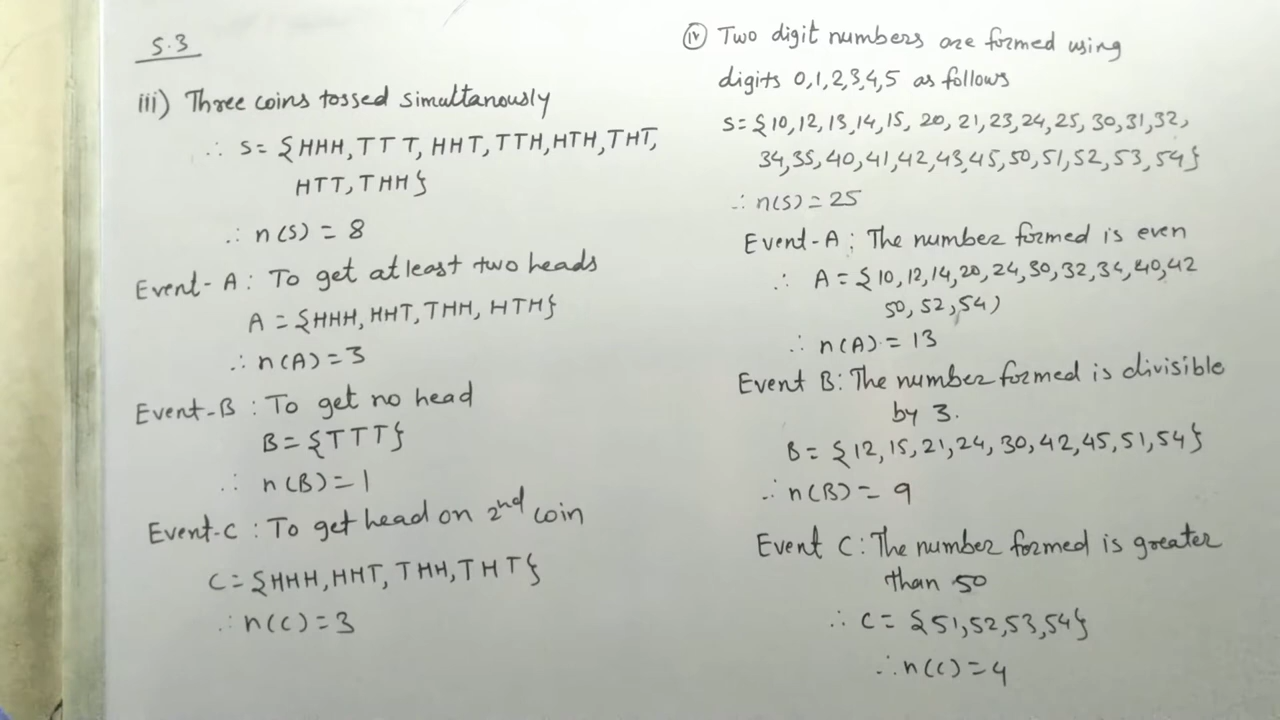 5.3
iii) Three coins tossed simultanously
∴ S= {HHH, TTT, HHT, TTH, HTH, THT,
HTT, THH}
∴ n(S) = 8
Event-A: To get atleast two heads
A = {HHH, HHT, THH, HTH}
∴ n(A) = 3
Event-B : To get no head
B = {TTT}
∴ n(B) = 1
Event-C : To get head on 2nd coin
C = {HHH, HHT, THH, THT}
∴ n(C) = 3
iv Two digit numbers are formed using
digits 0,1,2,3,4,5 as follows
S= {10, 12, 13, 14, 15, 20, 21, 23, 24, 25, 30, 31, 32,
34, 35, 40, 41, 42, 43, 45, 50, 51, 52, 53, 54}
∴ n(S) = 25
Event-A : The number formed is even
∴ A = {10, 12, 14, 20, 24, 30, 32, 34, 40, 42
50, 52, 54)
∴ n(A) = 13
Event B: The number formed is divisible
by 3.
B = {12, 15, 21, 24, 30, 42, 45, 51, 54}
∴ n(B) = 9
Event C: The number formed is greater
than 50
∴ C = {51, 52, 53, 54}
∴ n(C) = 4